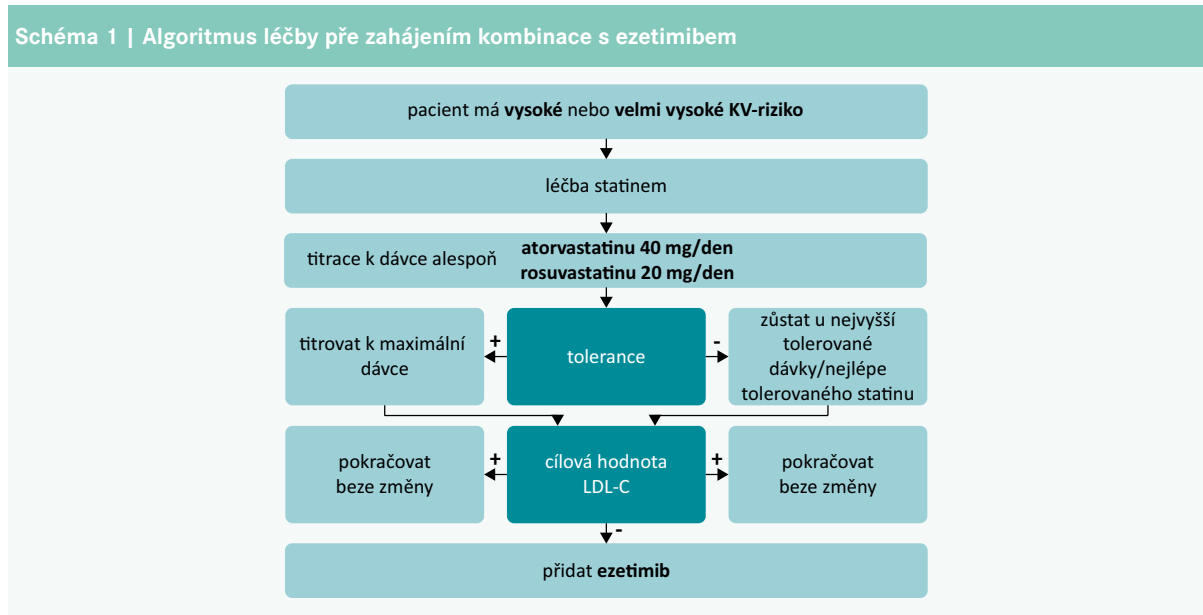 Schéma 1 | Algoritmus léčby pře zahájením kombinace s ezetimibem
pacient má vysoké nebo velmi vysoké KV-riziko
léčba statinem
titrace k dávce alespoň
atorvastatinu 40 mg/den
rosuvastatinu 20 mg/den
titrovat k maximální
dávce
+
tolerance
-
zůstat u nejvyšší
tolerované
dávky/nejlépe
tolerovaného statinu
pokračovat
beze změny
+
cílová hodnota
LDL-C
+
pokračovat
beze změny
-
přidat ezetimib